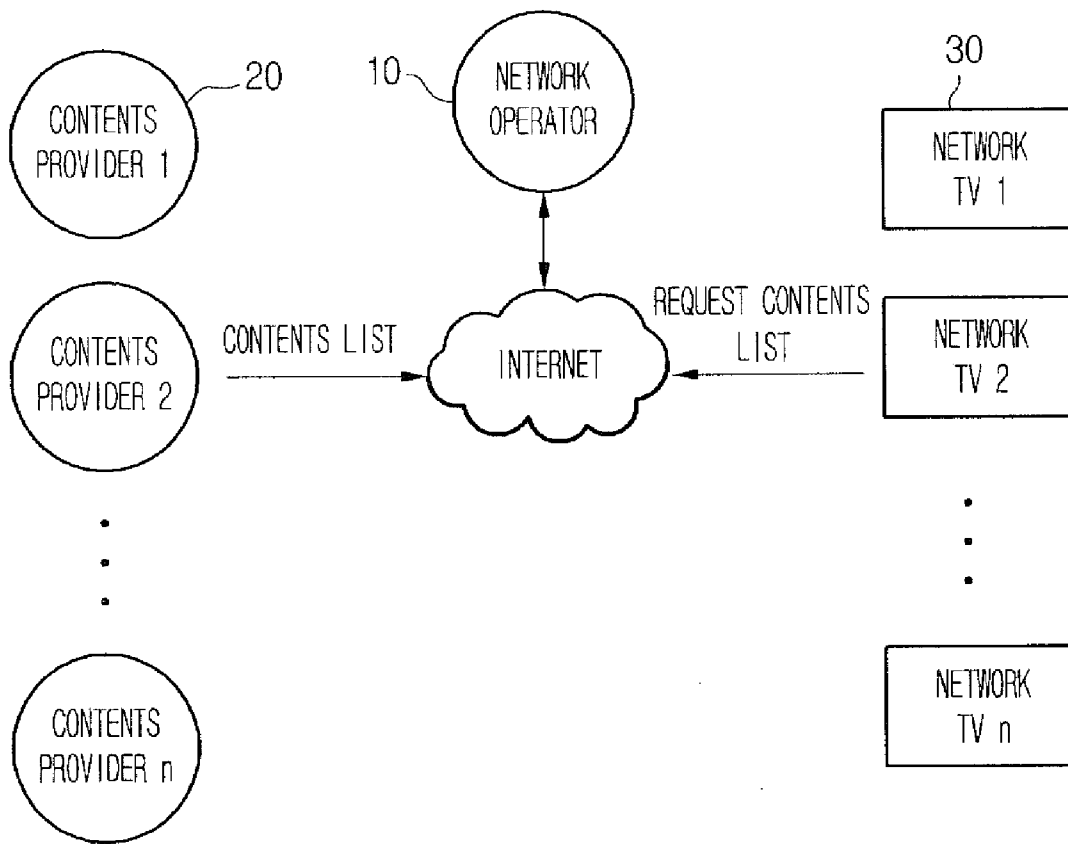 20
CONTENTS
PROVIDER 1
10
NETWORK
OPERATOR
30
NETWORK
TV 1
CONTENTS
PROVIDER 2
CONTENTS LIST
INTERNET
REQUEST CONTENTS
LIST
NETWORK
TV 2
CONTENTS
PROVIDER n
NETWORK
TV n